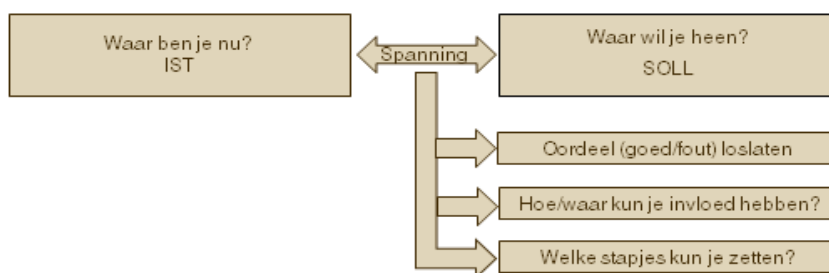 Waar ben je nu?
IST
Spanning
Waar wil je heen?
SOLL
Oordeel (goed/fout) loslaten
Hoe/waar kun je invloed hebben?
Welke stapjes kun je zetten?